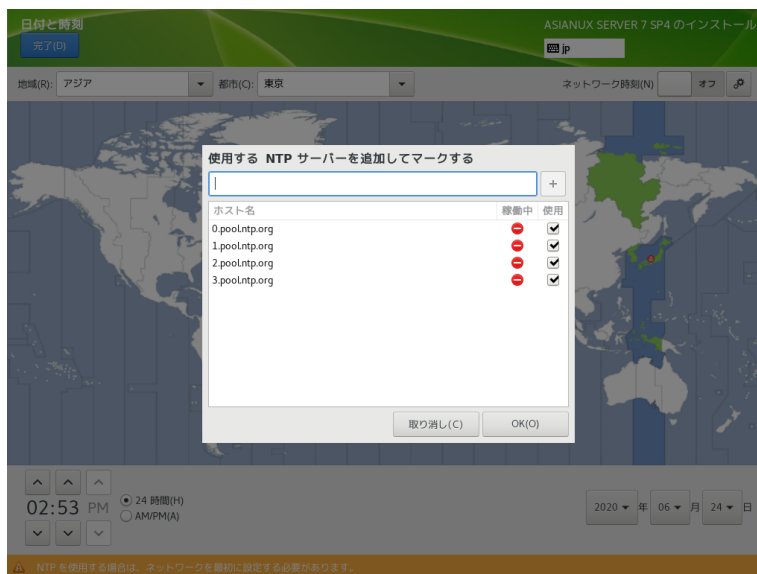 日付と時刻
ASIANUX SERVER 7 SP4 のインストール
完了(D)
jp
地域(R): アジア 都市(C): 東京 ネットワーク時刻(N) オフ
使用する NTP サーバーを追加してマークする
+
ホスト名 稼働中 使用
0.pool.ntp.org
1.pool.ntp.org
2.pool.ntp.org
3.pool.ntp.org
取り消し(C) OK(O)
02:53 PM
24 時間(H)
AM/PM(A)
2020 年 06 月 24 日
NTP を使用する場合は、ネットワークを最初に設定する必要があります。